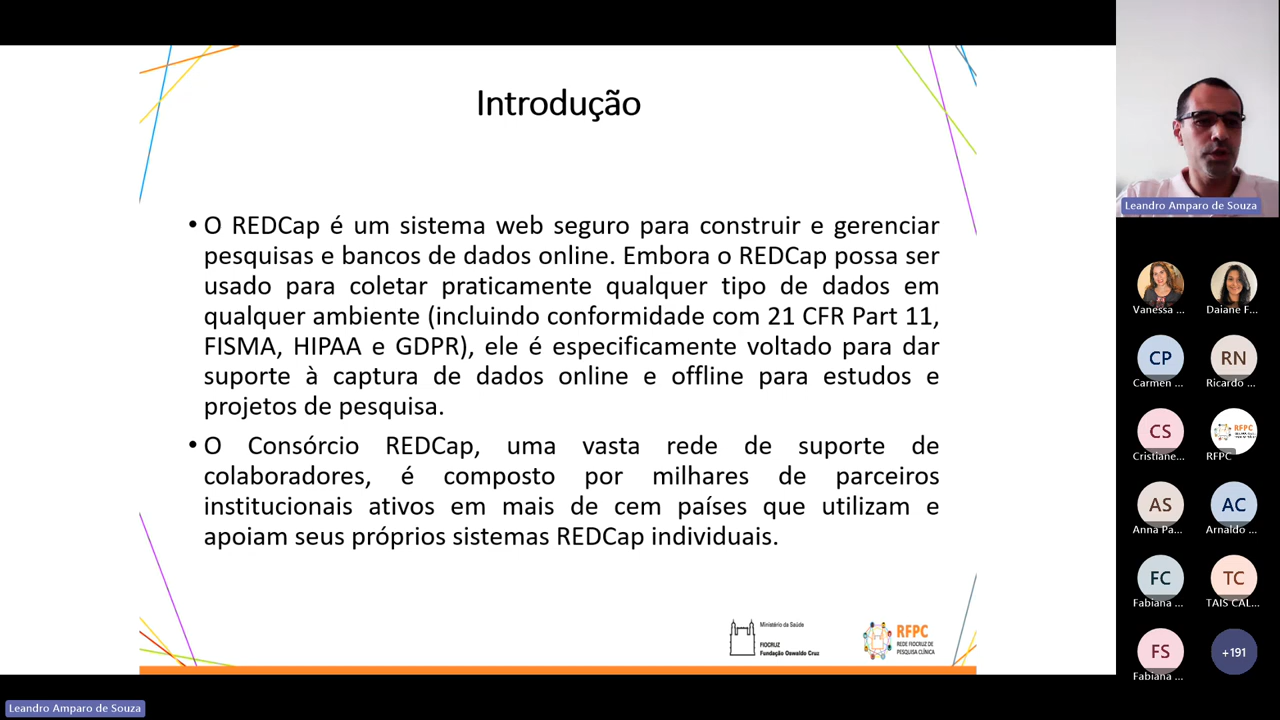 Introdução
• O REDCap é um sistema web seguro para construir e gerenciar
pesquisas e bancos de dados online. Embora o REDCap possa ser
usado para coletar praticamente qualquer tipo de dados em
qualquer ambiente (incluindo conformidade com 21 CFR Part 11,
FISMA, HIPAA e GDPR), ele é especificamente voltado para dar
suporte à captura de dados online e offline para estudos e
projetos de pesquisa.
• O Consórcio REDCap, uma vasta rede de suporte de
colaboradores, é composto por milhares de parceiros
institucionais ativos em mais de cem países que utilizam e
apoiam seus próprios sistemas REDCap individuais.
Ministério da Saúde
FIOCRUZ
Fundação Oswaldo Cruz
RFPC
REDE FIOCRUZ DE
PESQUISA CLÍNICA
Leandro Amparo de Souza
Vanessa ...
Daiane F...
CP
RN
Carmen ...
Ricardo ...
CS
RFPC
Cristiane...
RFPC
AS
AC
Anna Pa...
Arnaldo ...
FC
TC
Fabiana ...
TAIS CAL...
FS
+191
Fabiana ...
Leandro Amparo de Souza